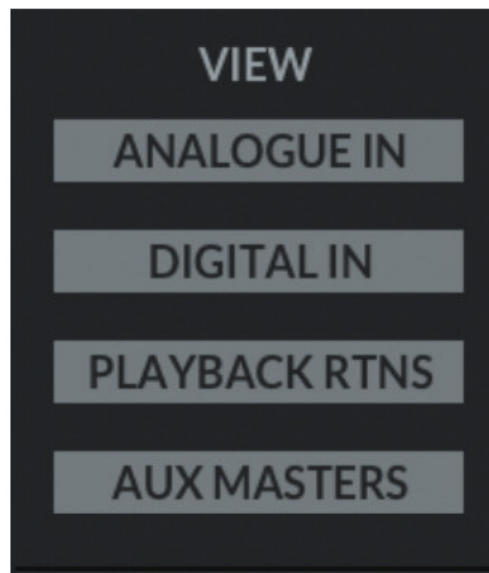 VIEW
ANALOGUE IN
DIGITAL IN
PLAYBACK RTNS
AUX MASTERS